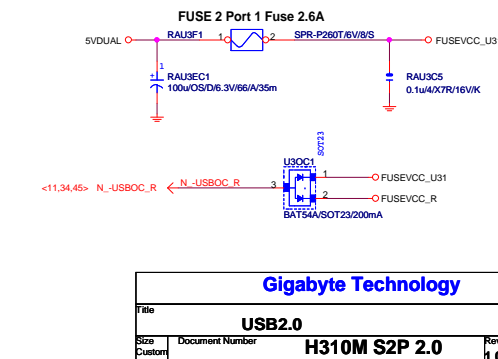 FUSE 2 Port 1 Fuse 2.6A
5VDUAL RAU3F1 1 2 SPR-P260T/6V/8/S FUSEVCC_U3
1
+ RAU3EC1 RAU3C5
100u/OS/D/6.3V/66/A/35m 0.1u/4/X7R/16V/K
SOT23
U3OC1
<11,34,45> N_-USBOC_R N_-USBOC_R 3 1 FUSEVCC_U31
2 FUSEVCC_R
BAT54A/SOT23/200mA
Gigabyte Technology
Title
USB2.0
Size Document Number Rev
Custom H310M S2P 2.0